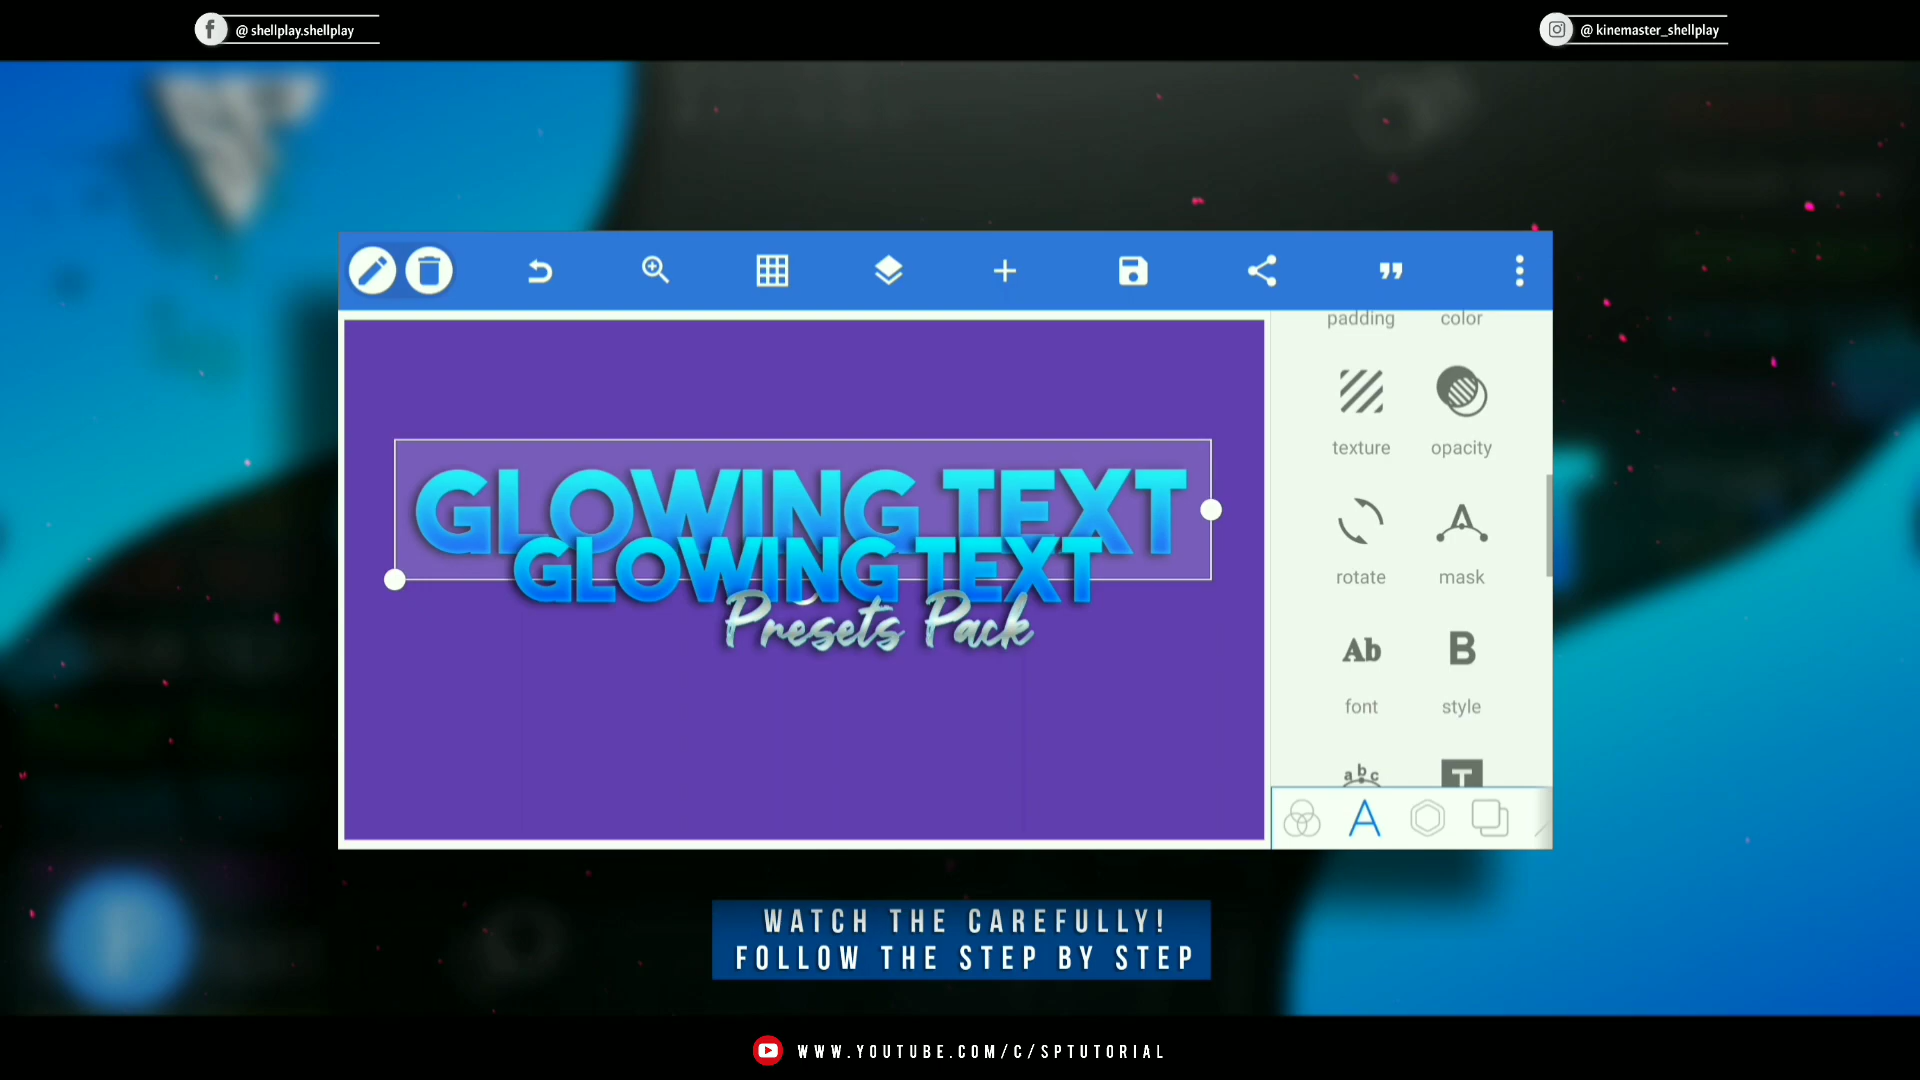 @ shellplay.shellplay
@ kinemaster_shellplay
padding color
texture opacity
GLOWING TEXT
GLOWING TEXT
Presets Pack
rotate mask
Ab B
font style
abc T
A
WATCH THE CAREFULLY!
FOLLOW THE STEP BY STEP
WWW.YOUTUBE.COM/C/SPTUTORIAL